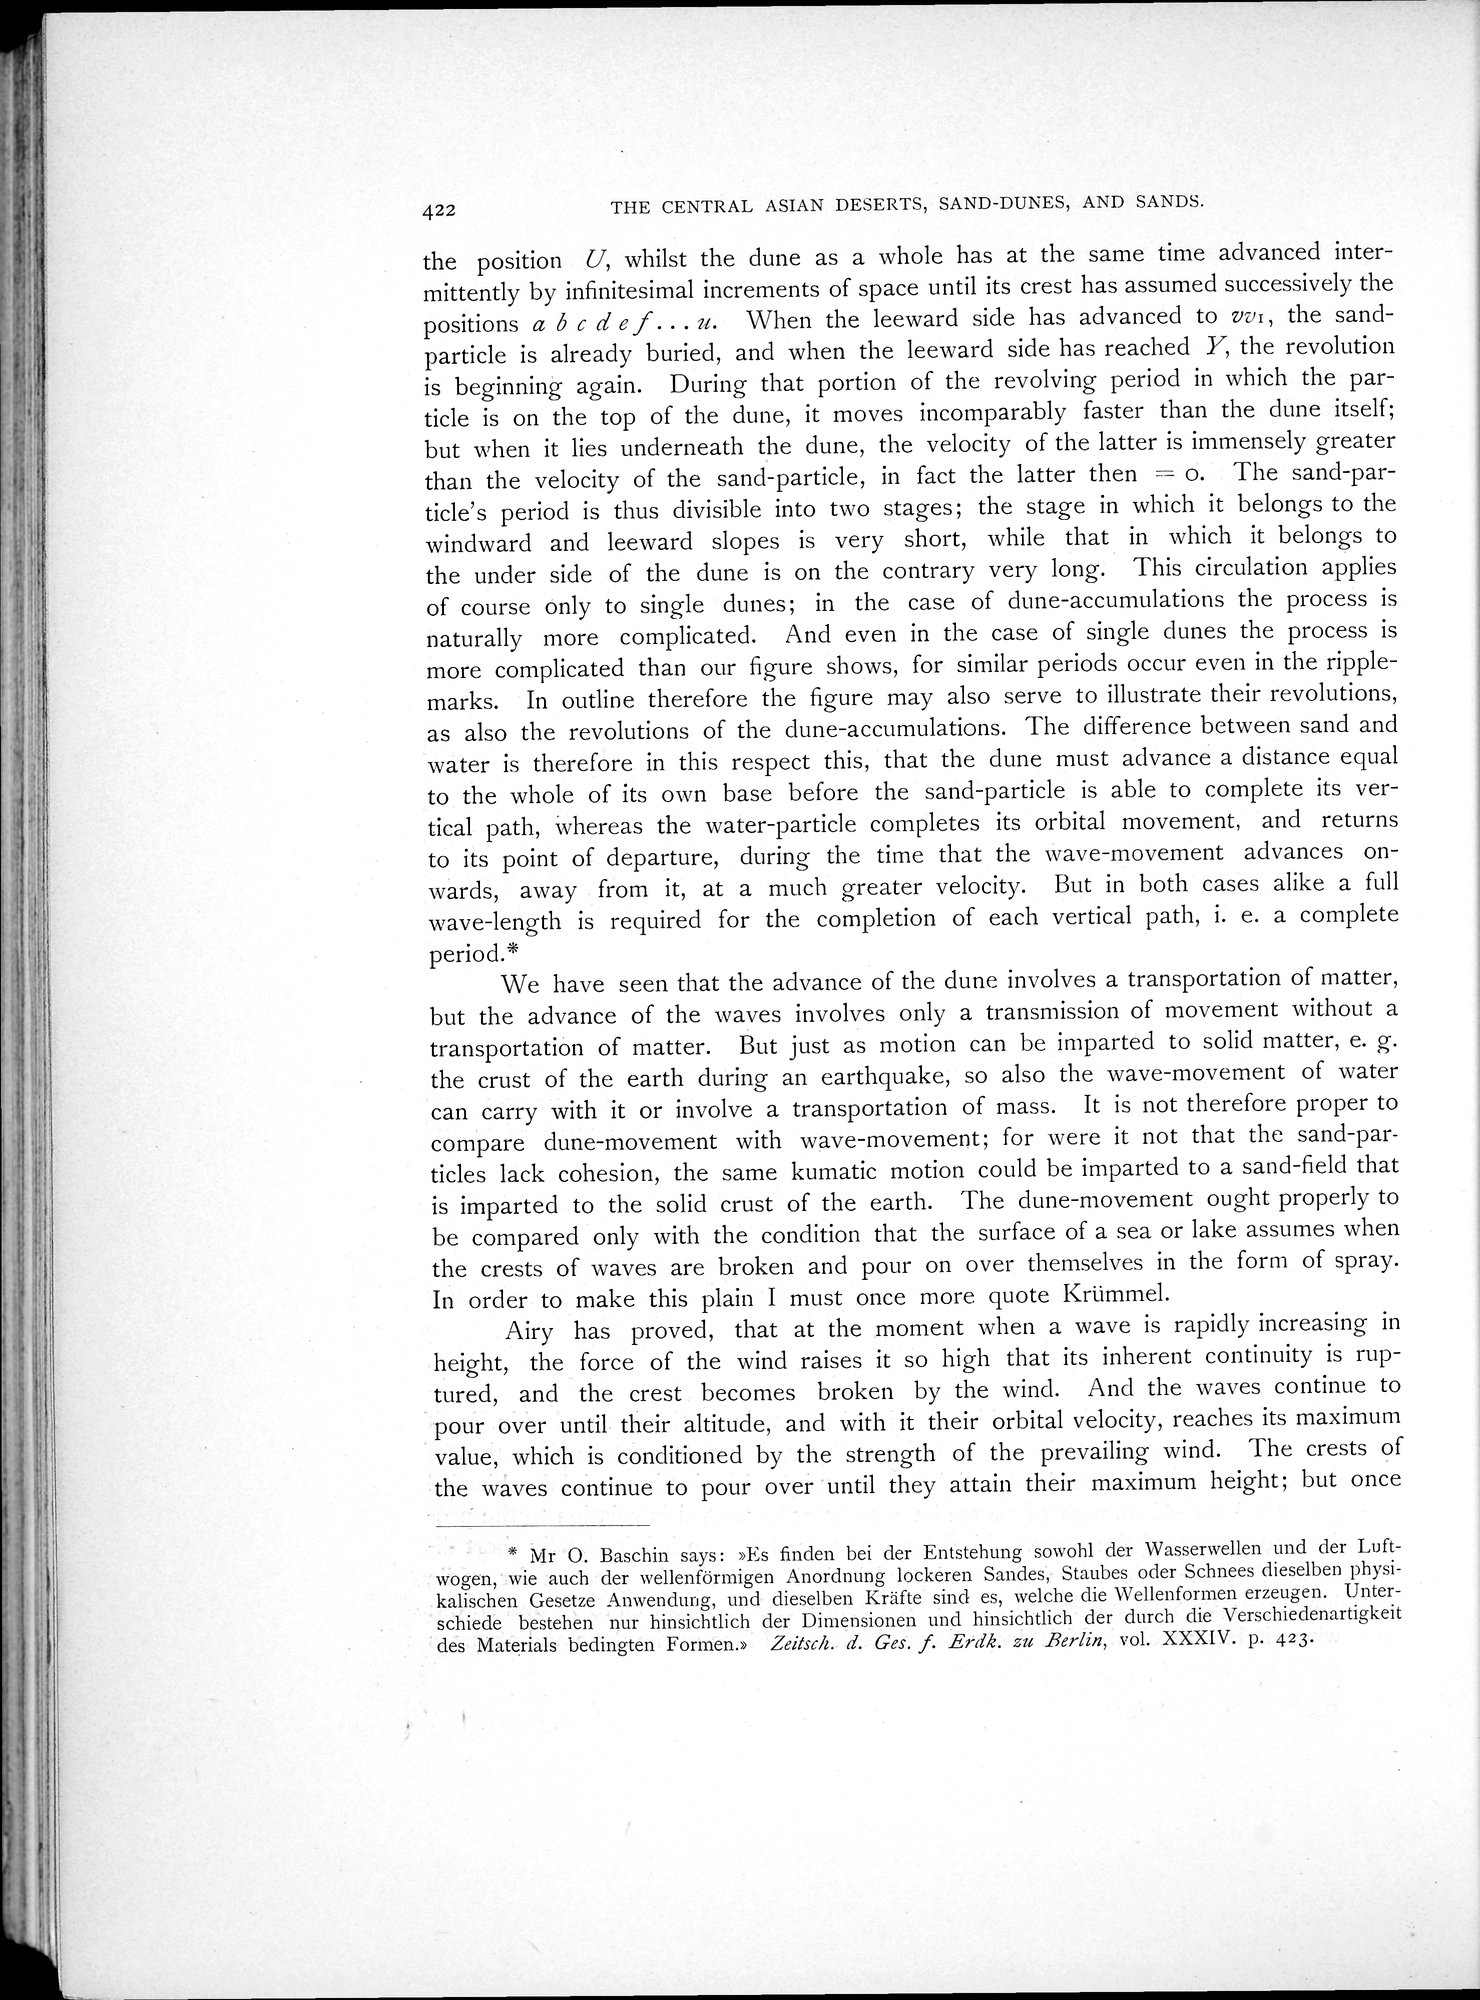 422 THE CENTRAL ASIAN DESERTS, SAND-DUNES, AND SANDS.
the position U, whilst the dune as a whole has at the same time advanced inter-
mittently by infinitesimal increments of space until its crest has assumed successively the
positions a b c d e f . . . u. When the leeward side has advanced to vv1, the sand-
particle is already buried, and when the leeward side has reached Y, the revolution
is beginning again. During that portion of the revolving period in which the par-
ticle is on the top of the dune, it moves incomparably faster than the dune itself;
but when it lies underneath the dune, the velocity of the latter is immensely greater
than the velocity of the sand-particle, in fact the latter then = 0. The sand-par-
ticle's period is thus divisible into two stages; the stage in which it belongs to the
windward and leeward slopes is very short, while that in which it belongs to
the under side of the dune is on the contrary very long. This circulation applies
of course only to single dunes; in the case of dune-accumulations the process is
naturally more complicated. And even in the case of single dunes the process is
more complicated than our figure shows, for similar periods occur even in the ripple-
marks. In outline therefore the figure may also serve to illustrate their revolutions,
as also the revolutions of the dune-accumulations. The difference between sand and
water is therefore in this respect this, that the dune must advance a distance equal
to the whole of its own base before the sand-particle is able to complete its ver-
tical path, whereas the water-particle completes its orbital movement, and returns
to its point of departure, during the time that the wave-movement advances on-
wards, away from it, at a much greater velocity. But in both cases alike a full
wave-length is required for the completion of each vertical path, i. e. a complete
period.*
We have seen that the advance of the dune involves a transportation of matter,
but the advance of the waves involves only a transmission of movement without a
transportation of matter. But just as motion can be imparted to solid matter, e. g.
the crust of the earth during an earthquake, so also the wave-movement of water
can carry with it or involve a transportation of mass. It is not therefore proper to
compare dune-movement with wave-movement; for were it not that the sand-par-
ticles lack cohesion, the same kumatic motion could be imparted to a sand-field that
is imparted to the solid crust of the earth. The dune-movement ought properly to
be compared only with the condition that the surface of a sea or lake assumes when
the crests of waves are broken and pour on over themselves in the form of spray.
In order to make this plain I must once more quote Krümmel.
Airy has proved, that at the moment when a wave is rapidly increasing in
height, the force of the wind raises it so high that its inherent continuity is rup-
tured, and the crest becomes broken by the wind. And the waves continue to
pour over until their altitude, and with it their orbital velocity, reaches its maximum
value, which is conditioned by the strength of the prevailing wind. The crests of
the waves continue to pour over until they attain their maximum height; but once
* Mr O. Baschin says: »Es finden bei der Entstehung sowohl der Wasserwellen und der Luft-
wogen, wie auch der wellenförmigen Anordnung lockeren Sandes, Staubes oder Schnees dieselben physi-
kalischen Gesetze Anwendung, und dieselben Kräfte sind es, welche die Wellenformen erzeugen. Unter-
schiede bestehen nur hinsichtlich der Dimensionen und hinsichtlich der durch die Verschiedenartigkeit
des Materials bedingten Formen.» Zeitsch. d. Ges. f. Erdk. zu Berlin, vol. XXXIV. p. 423.